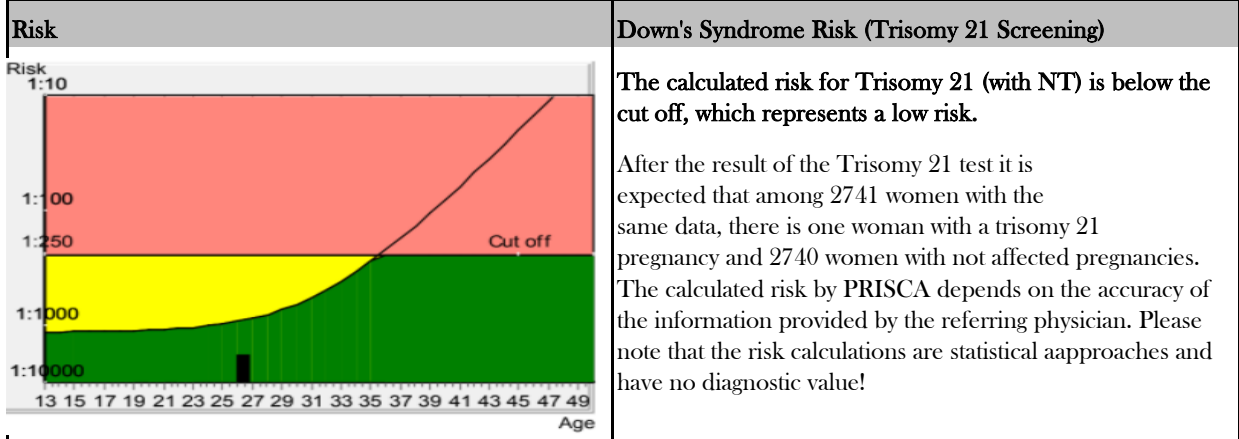 Risk
Down's Syndrome Risk (Trisomy 21 Screening)
Risk
1:10
1:100
1:250
Cut off
1:1000
1:10000
13 15 17 19 21 23 25 27 29 31 33 35 37 39 41 43 45 47 49
Age
The calculated risk for Trisomy 21 (with NT) is below the
cut off, which represents a low risk.
After the result of the Trisomy 21 test it is
expected that among 2741 women with the
same data, there is one woman with a trisomy 21
pregnancy and 2740 women with not affected pregnancies.
The calculated risk by PRISCA depends on the accuracy of
the information provided by the referring physician. Please
note that the risk calculations are statistical aapproaches and
have no diagnostic value!